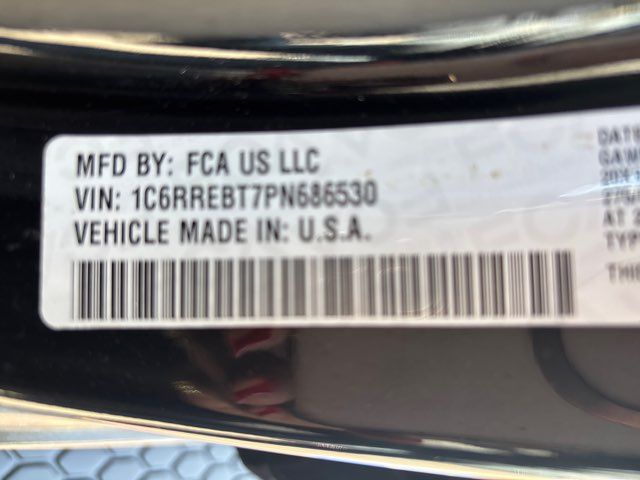 MFD BY: FCA US LLC
VIN: 1C6RREBT7PN686530
VEHICLE MADE IN: U.S.A.